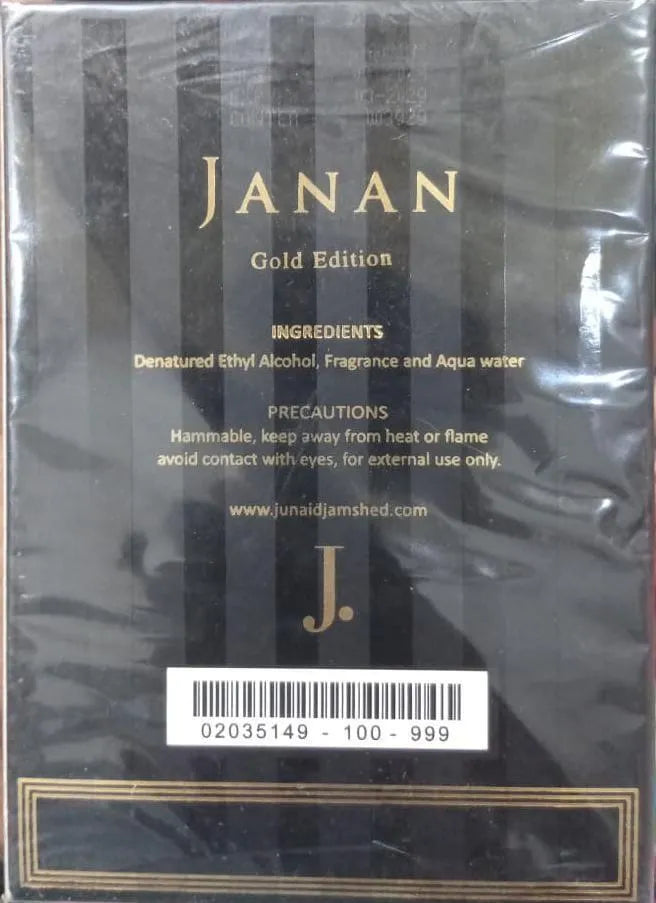 JANAN
Gold Edition
INGREDIENTS
Denatured Ethyl Alcohol, Fragrance and Aqua water
PRECAUTIONS
Hammable, keep away from heat or flame
avoid contact with eyes, for external use only.
www.junaidjamshed.com
J.
02035149 - 100 - 999